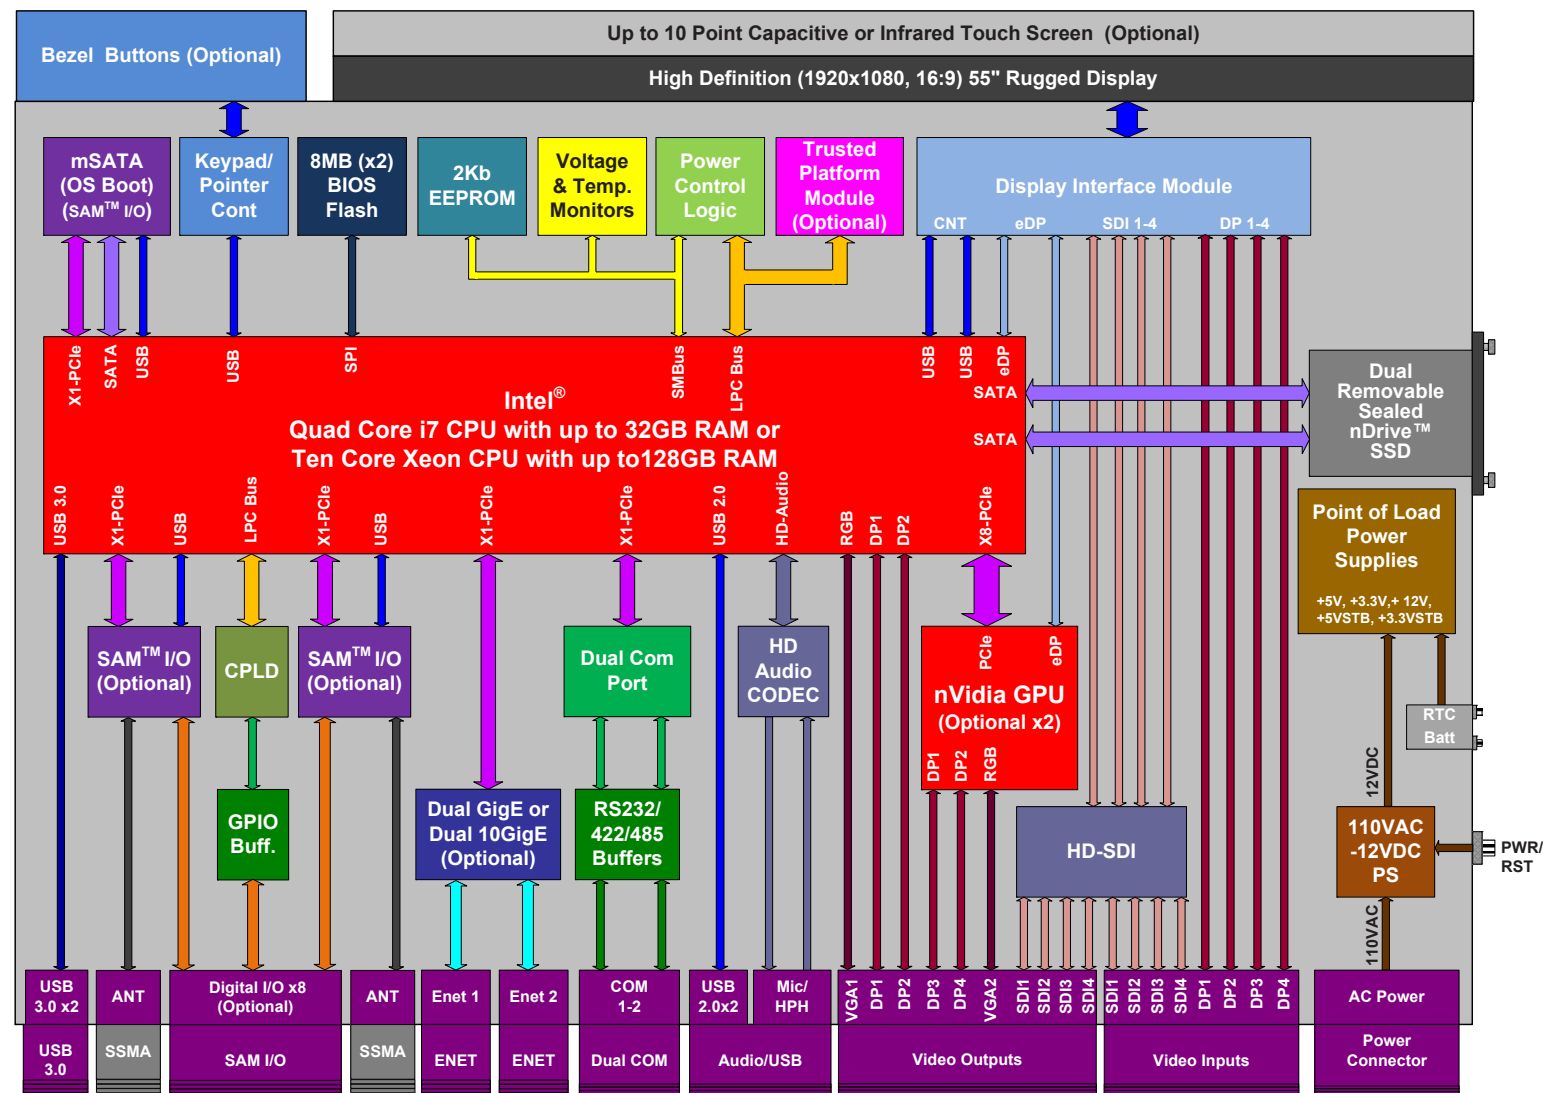 Bezel Buttons (Optional)
Up to 10 Point Capacitive or Infrared Touch Screen (Optional)
High Definition (1920x1080, 16:9) 55" Rugged Display
mSATA
(OS Boot)
(SAM™ I/O)
Keypad/
Pointer
Cont
8MB (x2)
BIOS
Flash
2Kb
EEPROM
Voltage
& Temp.
Monitors
Power
Control
Logic
Trusted
Platform
Module
(Optional)
Display Interface Module
CNT
eDP
SDI 1-4
DP 1-4
X1-PCIe
SATA
USB
USB
SPI
SMBus
LPC Bus
USB
USB
eDP
SATA
SATA
Intel®
Quad Core i7 CPU with up to 32GB RAM or
Ten Core Xeon CPU with up to128GB RAM
USB 3.0
X1-PCIe
USB
LPC Bus
X1-PCIe
USB
X1-PCIe
X1-PCIe
USB 2.0
HD-Audio
RGB
DP1
DP2
X8-PCIe
Dual
Removable
Sealed
nDrive™
SSD
Point of Load
Power
Supplies
+5V, +3.3V,+ 12V,
+5VSTB, +3.3VSTB
SAM™ I/O
(Optional)
CPLD
SAM™ I/O
(Optional)
Dual Com
Port
HD
Audio
CODEC
PCIe
eDP
nVidia GPU
(Optional x2)
DP1
DP2
RGB
RTC
Batt
12VDC
GPIO
Buff.
Dual GigE or
Dual 10GigE
(Optional)
RS232/
422/485
Buffers
HD-SDI
110VAC
-12VDC
PS
PWR/
RST
110VAC
USB
3.0 x2
ANT
Digital I/O x8
(Optional)
ANT
Enet 1
Enet 2
COM
1-2
USB
2.0x2
Mic/
HPH
VGA1
DP1
DP2
DP3
DP4
VGA2
SDI1
SDI2
SDI3
SDI4
SDI1
SDI2
SDI3
SDI4
DP1
DP2
DP3
DP4
AC Power
USB
3.0
SSMA
SAM I/O
SSMA
ENET
ENET
Dual COM
Audio/USB
Video Outputs
Video Inputs
Power
Connector